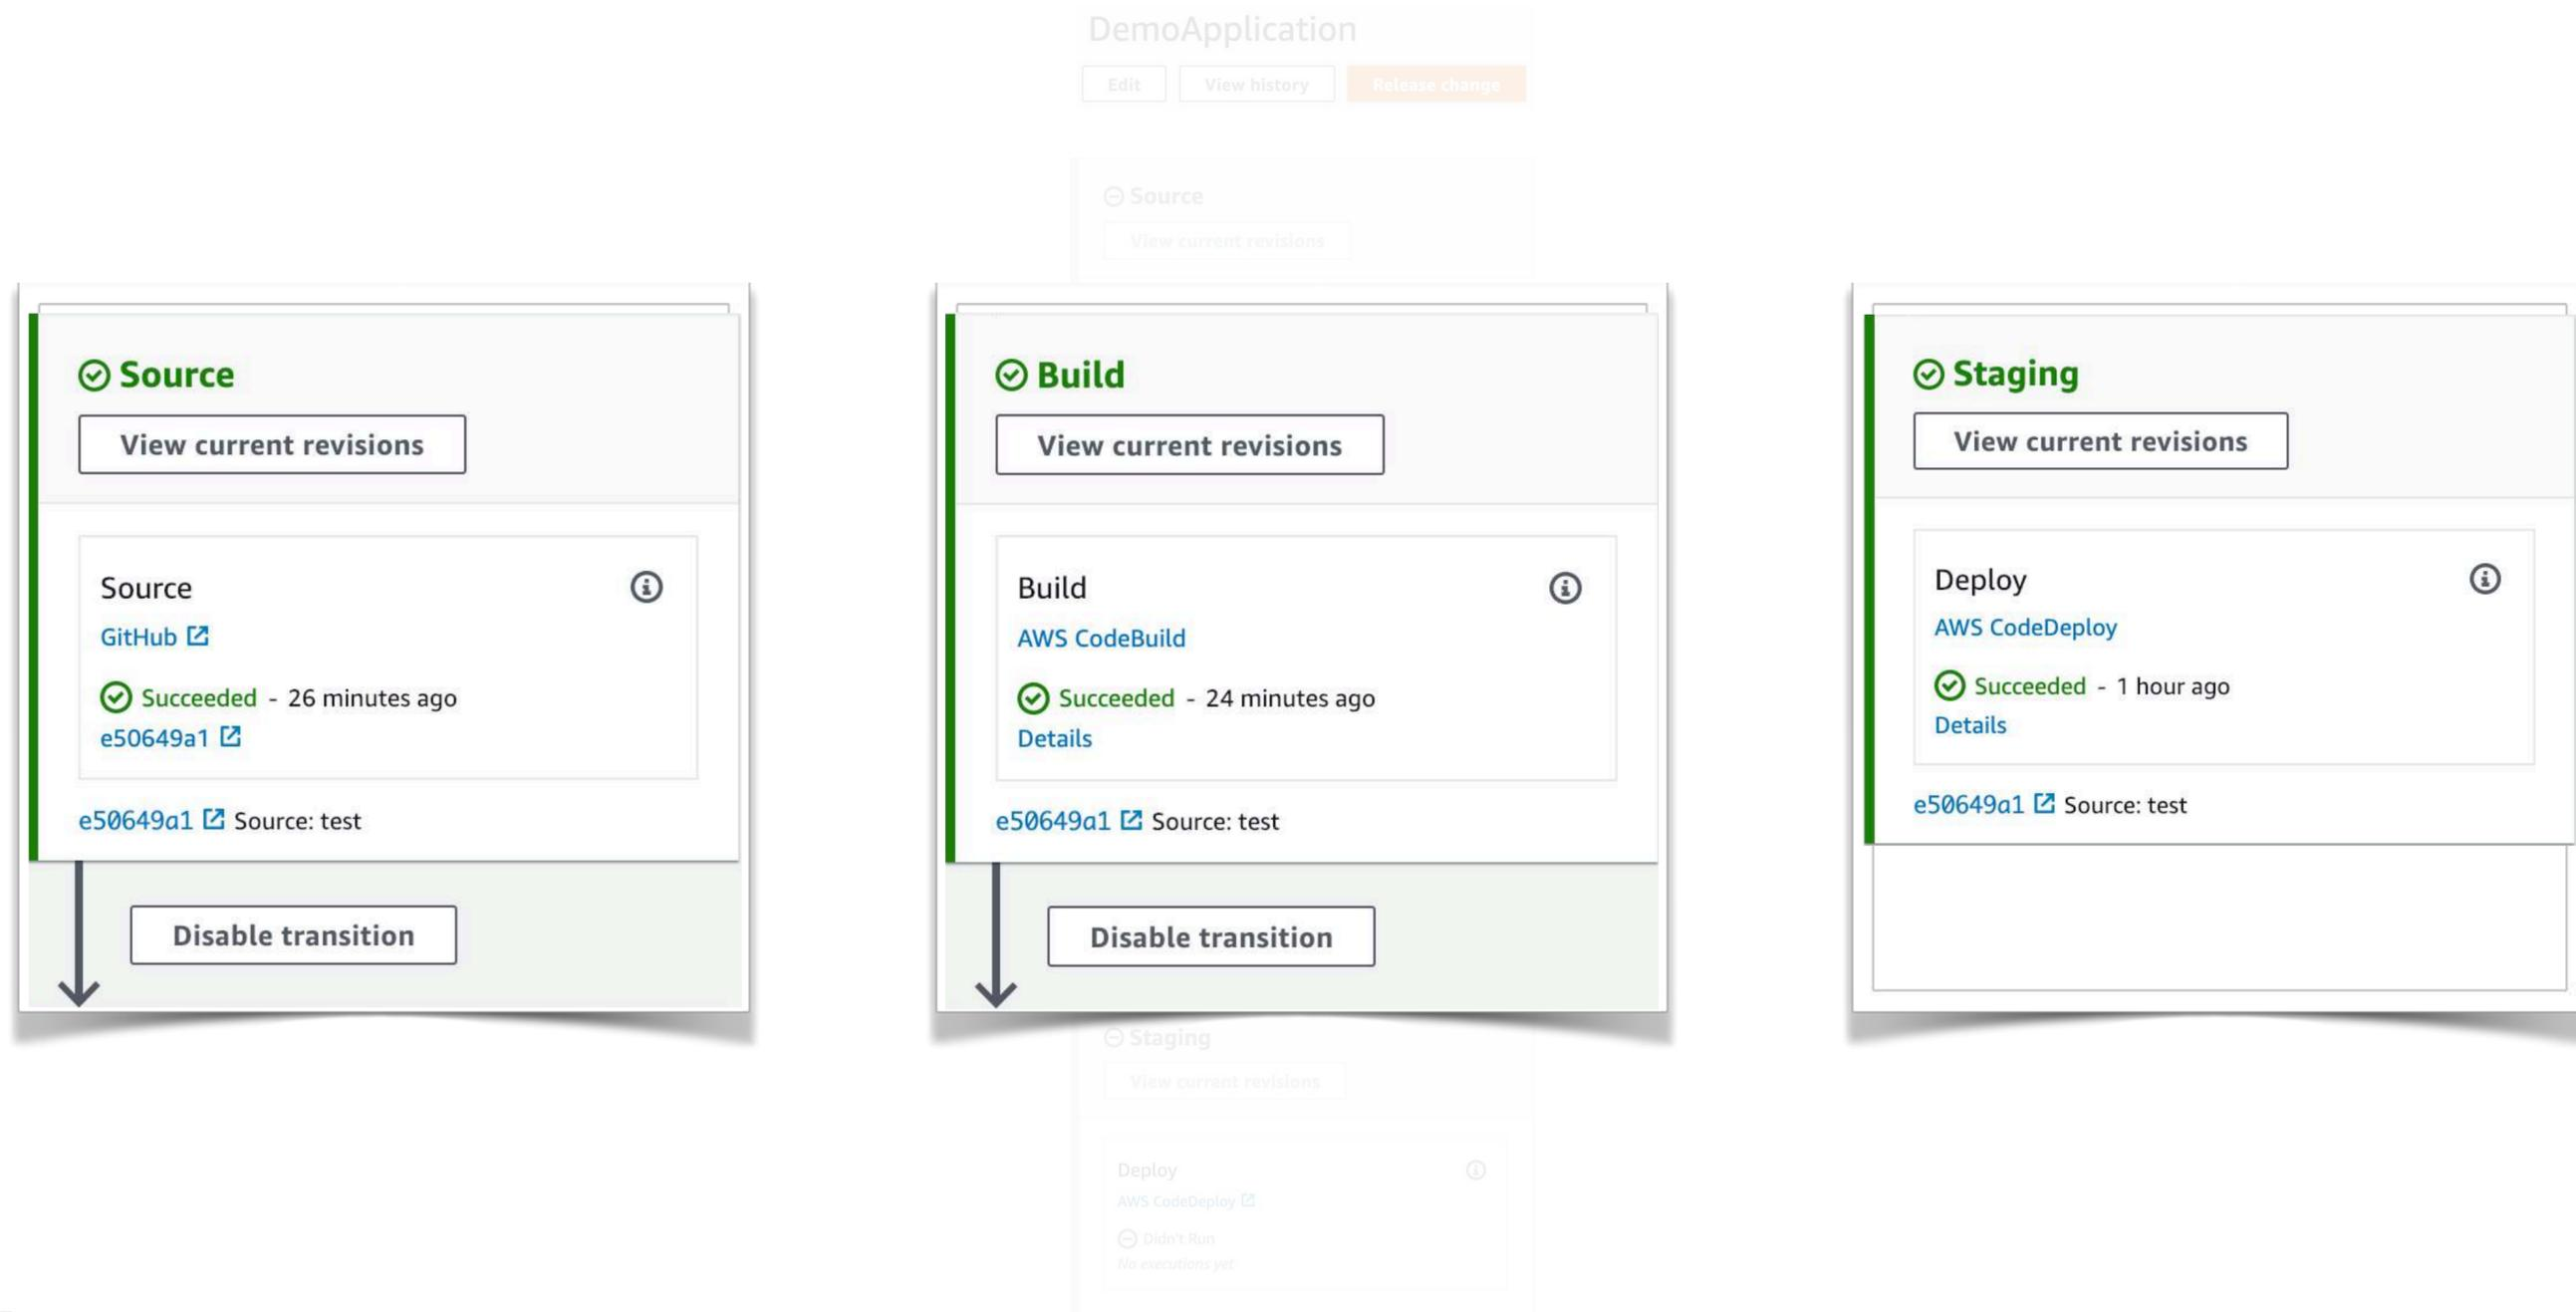 DemoApplication
Edit
View history
Release change
Source
View current revisions
Source
View current revisions
Source
GitHub
Succeeded - 26 minutes ago
e50649a1
e50649a1 Source: test
Disable transition
Build
View current revisions
Build
AWS CodeBuild
Succeeded - 24 minutes ago
Details
e50649a1 Source: test
Disable transition
Staging
View current revisions
Deploy
AWS CodeDeploy
Succeeded - 1 hour ago
Details
e50649a1 Source: test
Staging
View current revisions
Deploy
AWS CodeDeploy
Didn't Run
No executions yet